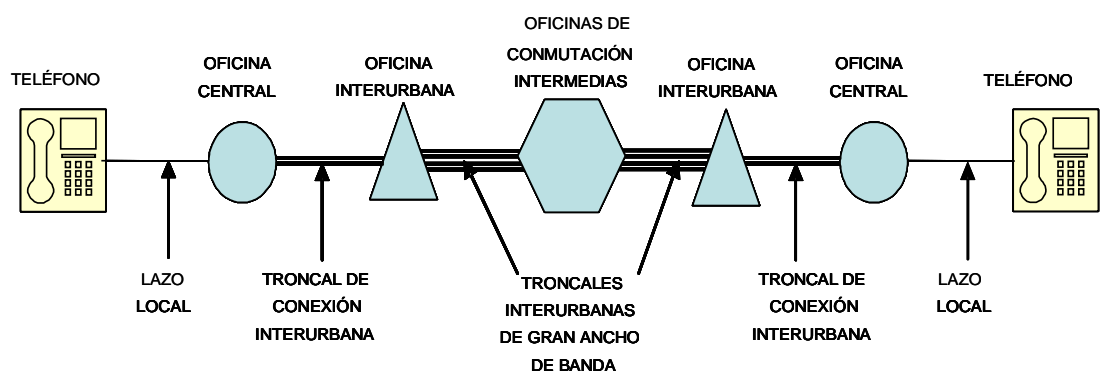 TELÉFONO
OFICINA
CENTRAL
OFICINA
INTERURBANA
OFICINAS DE
CONMUTACIÓN
INTERMEDIAS
OFICINA
INTERURBANA
OFICINA
CENTRAL
TELÉFONO
LAZO
LOCAL
TRONCAL DE
CONEXIÓN
INTERURBANA
TRONCALES
INTERURBANAS
DE GRAN ANCHO
DE BANDA
TRONCAL DE
CONEXIÓN
INTERURBANA
LAZO
LOCAL